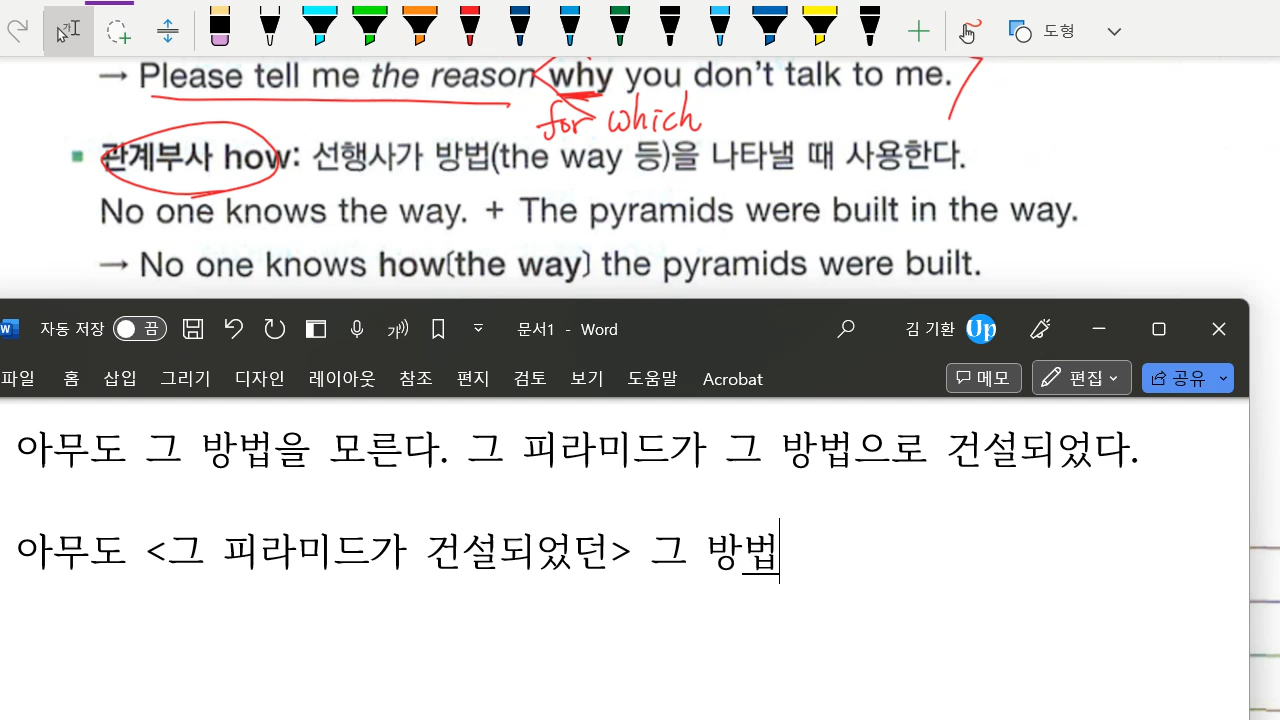 도형
→ Please tell me the reason why you don't talk to me.
for which
▪ 관계부사 how: 선행사가 방법(the way 등)을 나타낼 때 사용한다.
No one knows the way. + The pyramids were built in the way.
→ No one knows how(the way) the pyramids were built.
자동 저장 끔 문서1 - Word 김 기환 Up
파일 홈 삽입 그리기 디자인 레이아웃 참조 편지 검토 보기 도움말 Acrobat 메모 편집 공유
아무도 그 방법을 모른다. 그 피라미드가 그 방법으로 건설되었다.
아무도 <그 피라미드가 건설되었던> 그 방법